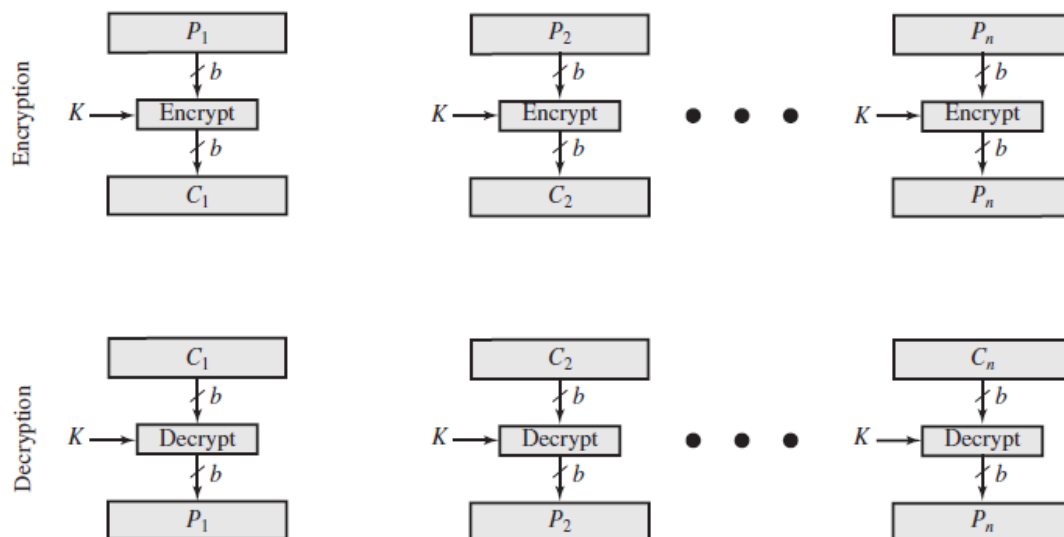 P1 P2 Pn
b b b
Encryption
K Encrypt K Encrypt K Encrypt
b b b
C1 C2 Pn
C1 C2 Cn
b b b
Decryption
K Decrypt K Decrypt K Decrypt
b b b
P1 P2 Pn